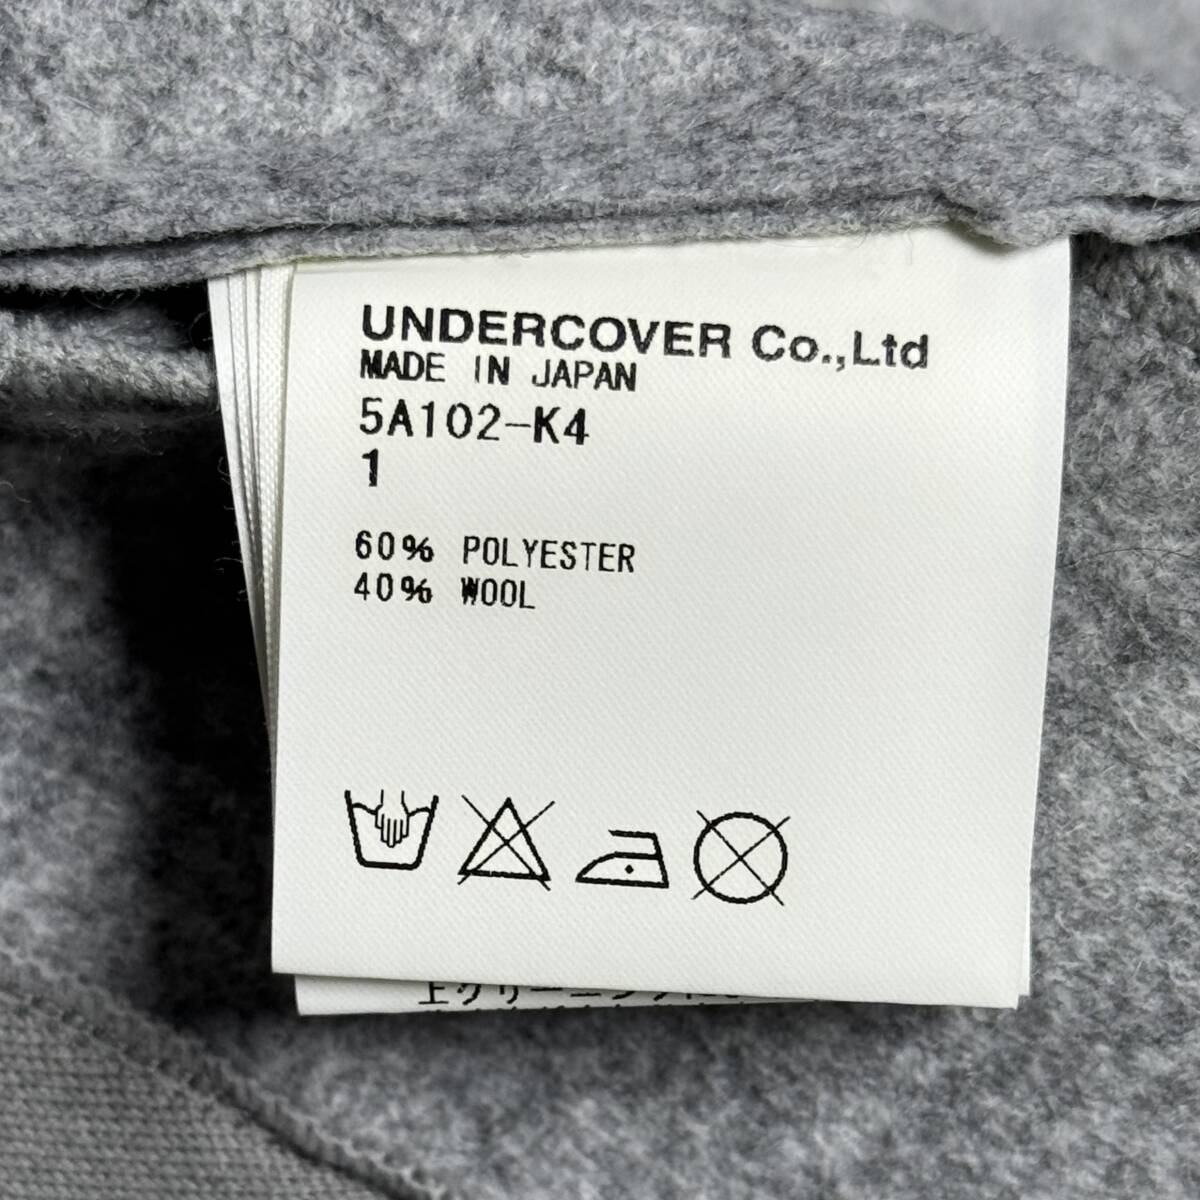 UNDERCOVER Co.,Ltd
MADE IN JAPAN
5A102-K4
1
60% POLYESTER
40% WOOL